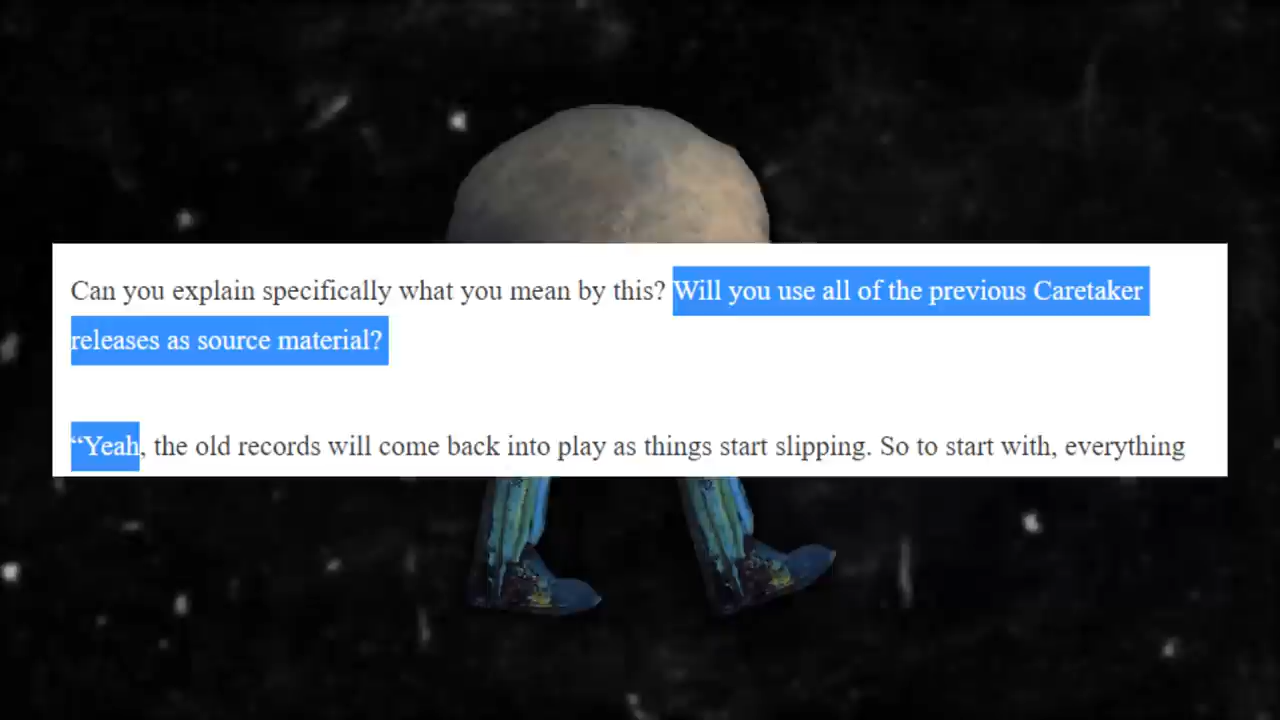 Can you explain specifically what you mean by this? Will you use all of the previous Caretaker
releases as source material?
“Yeah, the old records will come back into play as things start slipping. So to start with, everything